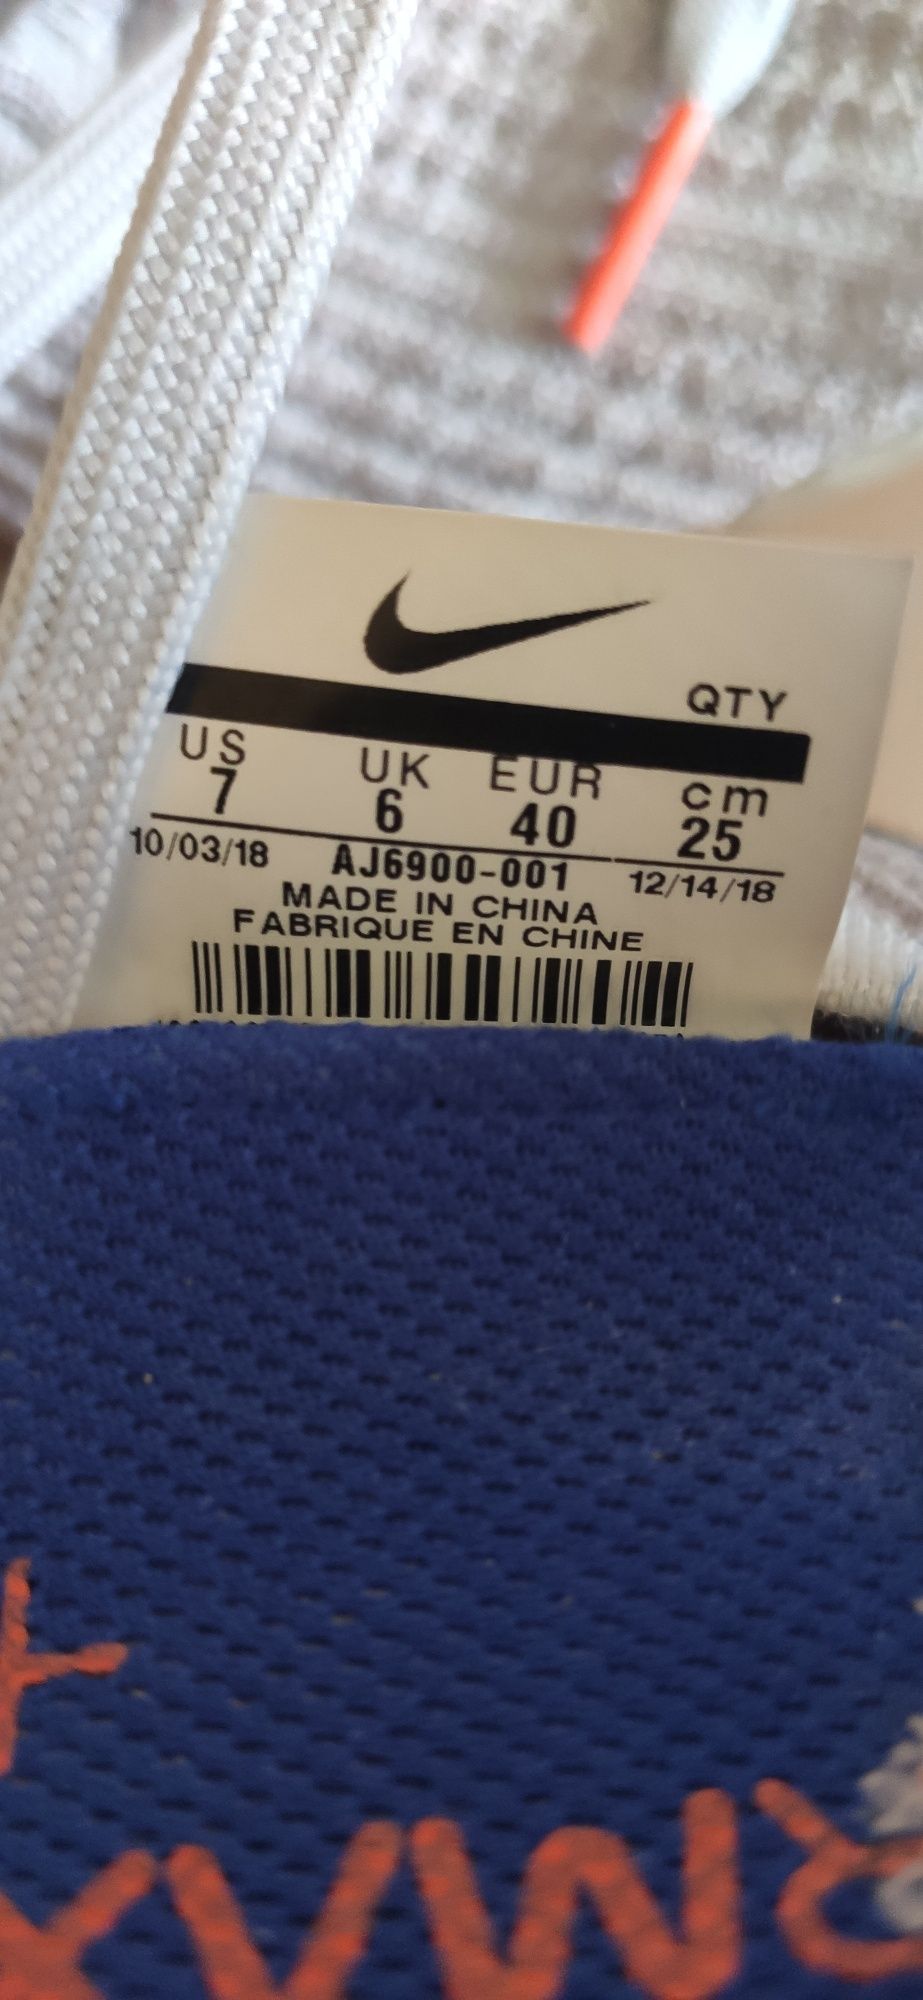 QTY
US UK EUR cm
7 6 40 25
10/03/18 AJ6900-001 12/14/18
MADE IN CHINA
FABRIQUE EN CHINE